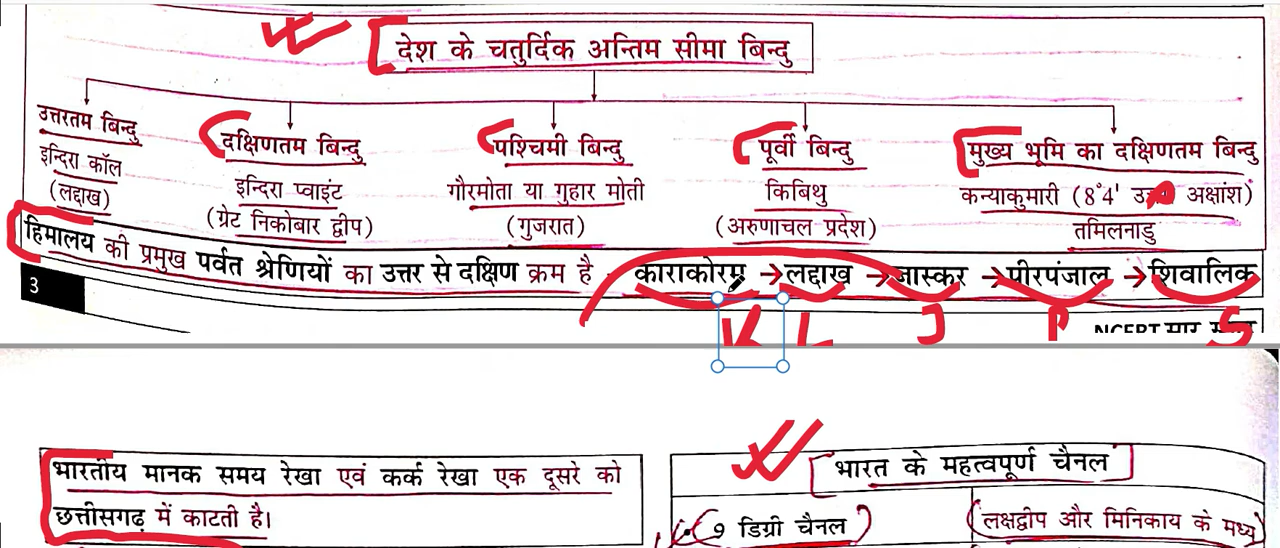 देश के चतुर्दिक अन्तिम सीमा बिन्दु
उत्तरतम बिन्दु
इन्दिरा कॉल
(लद्दाख)
दक्षिणतम बिन्दु
इन्दिरा प्वाइंट
(ग्रेट निकोबार द्वीप)
पश्चिमी बिन्दु
गौरमोता या गुहार मोती
(गुजरात)
पूर्वी बिन्दु
किबिथु
(अरुणाचल प्रदेश)
मुख्य भूमि का दक्षिणतम बिन्दु
कन्याकुमारी (8°4' अक्षांश)
तमिलनाडु
हिमालय की प्रमुख पर्वत श्रेणियों का उत्तर से दक्षिण क्रम है - काराकोरम → लद्दाख → जास्कर → पीरपंजाल → शिवालिक
K L J P S
3
NCERT सार
भारतीय मानक समय रेखा एवं कर्क रेखा एक दूसरे को
छत्तीसगढ़ में काटती है।
भारत के महत्वपूर्ण चैनल
9 डिग्री चैनल
लक्षद्वीप और मिनिकाय के मध्य